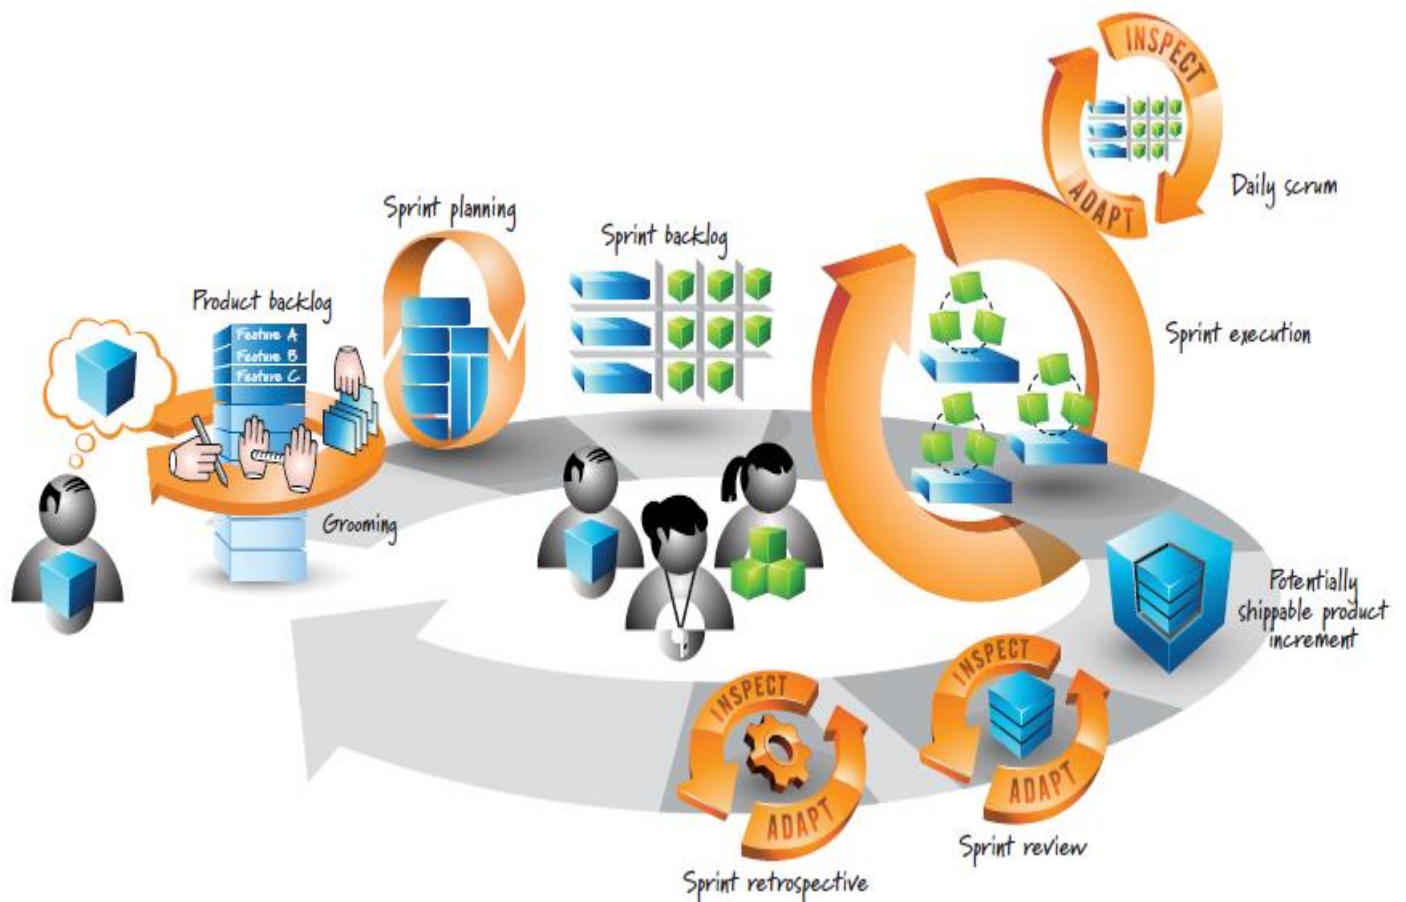 INSPECT
ADAPT
Daily scrum
Sprint planning
Sprint backlog
Product backlog
Feature A
Feature B
Feature C
Sprint execution
Grooming
Potentially
shippable product
increment
INSPECT
ADAPT
Sprint review
INSPECT
ADAPT
Sprint retrospective